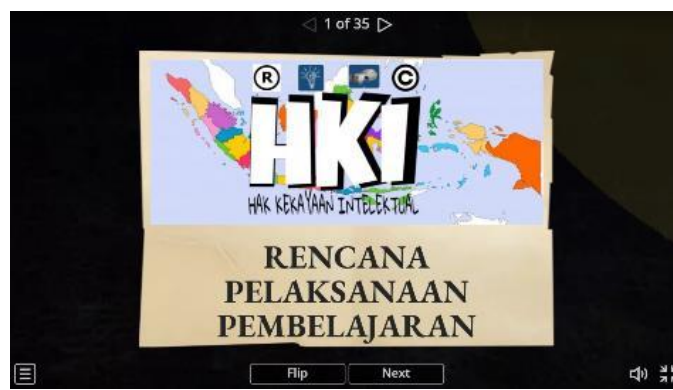 1 of 35
®
©
HKI
HAK KEKAYAAN INTELEKTUAL
RENCANA
PELAKSANAAN
PEMBELAJARAN
Flip
Next